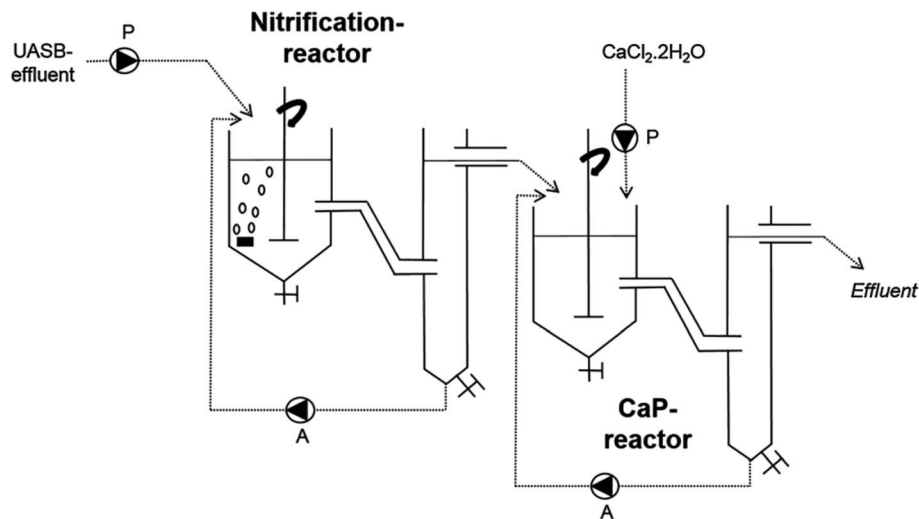 Nitrification-
reactor
P
UASB-
effluent
CaCl₂.2H₂O
P
Effluent
A
CaP-
reactor
A